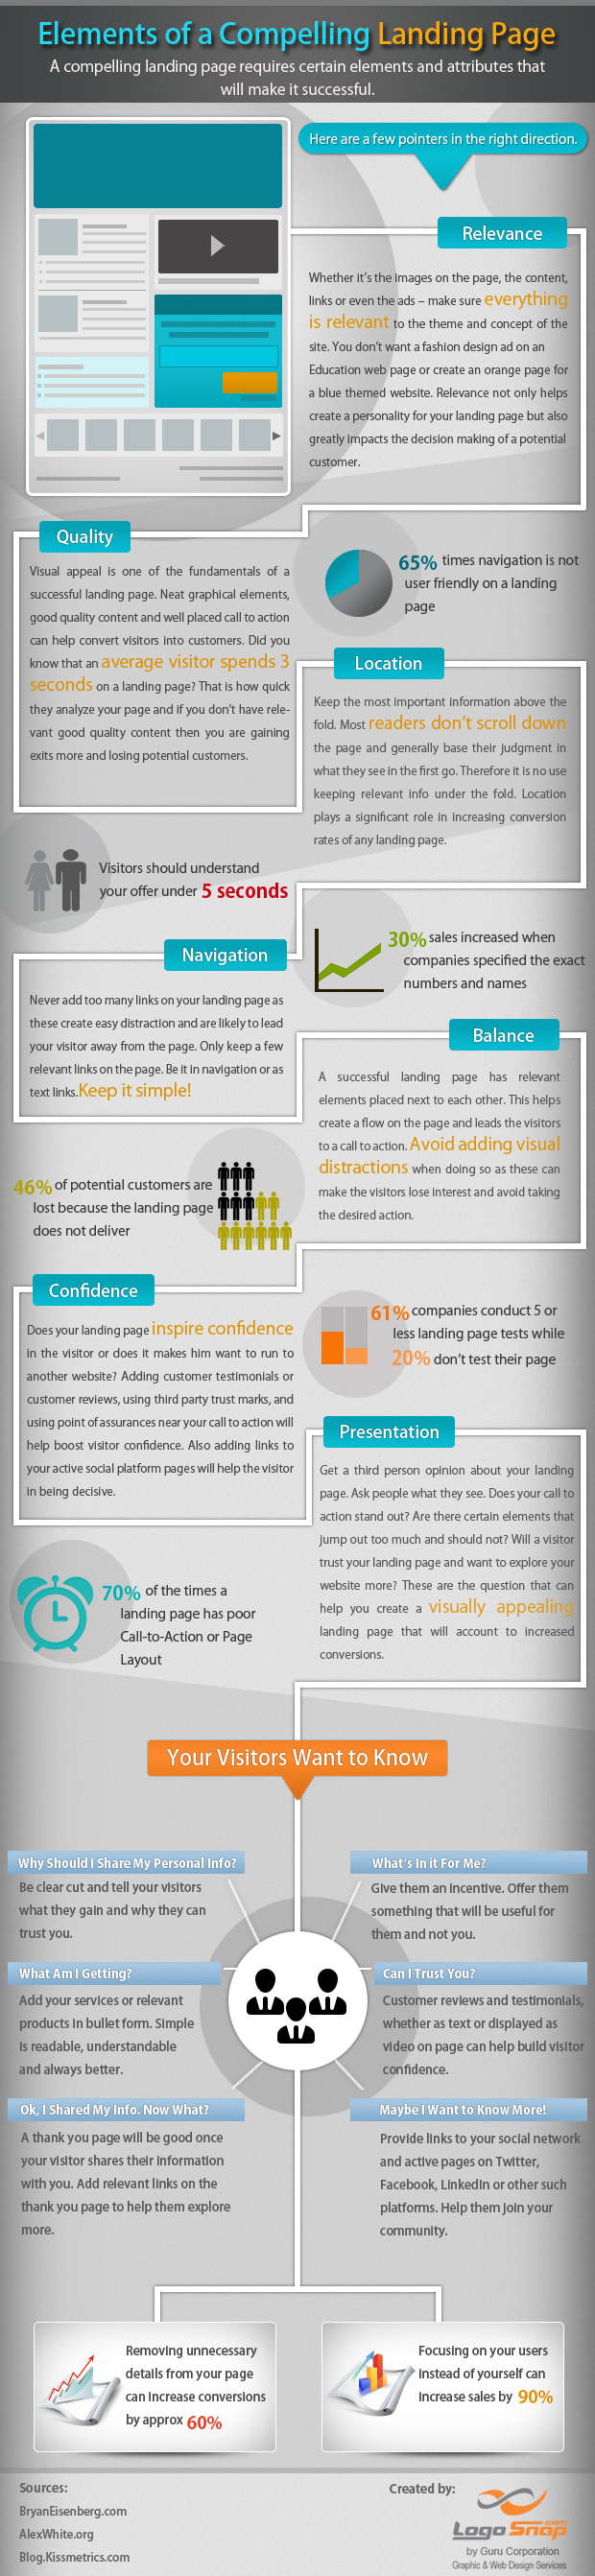 Elements of a Compelling Landing Page
A compelling landing page requires certain elements and attributes that
will make it successful.
Here are a few pointers in the right direction.
Relevance
Whether it's the images on the page, the content,
links or even the ads – make sure everything
is relevant to the theme and concept of the
site. You don't want a fashion design ad on an
Education web page or create an orange page for
a blue themed website. Relevance not only helps
create a personality for your landing page but also
greatly impacts the decision making of a potential
customer.
Quality
Visual appeal is one of the fundamentals of a
successful landing page. Neat graphical elements,
good quality content and well placed call to action
can help convert visitors into customers. Did you
know that an average visitor spends 3
seconds on a landing page? That is how quick
they analyze your page and if you don't have rele-
vant good quality content then you are gaining
exits more and losing potential customers.
65% times navigation is not
user friendly on a landing
page
Location
Keep the most important information above the
fold. Most readers don't scroll down
the page and generally base their judgment in
what they see in the first go. Therefore it is no use
keeping relevant info under the fold. Location
plays a significant role in increasing conversion
rates of any landing page.
Visitors should understand
your offer under 5 seconds
30% sales increased when
companies specified the exact
numbers and names
Navigation
Never add too many links on your landing page as
these create easy distraction and are likely to lead
your visitor away from the page. Only keep a few
relevant links on the page. Be it in navigation or as
text links.Keep it simple!
Balance
A successful landing page has relevant
elements placed next to each other. This helps
create a flow on the page and leads the visitors
to a call to action. Avoid adding visual
distractions when doing so as these can
make the visitors lose interest and avoid taking
the desired action.
46% of potential customers are
lost because the landing page
does not deliver
Confidence
Does your landing page inspire confidence
in the visitor or does it makes him want to run to
another website? Adding customer testimonials or
customer reviews, using third party trust marks, and
using point of assurances near your call to action will
help boost visitor confidence. Also adding links to
your active social platform pages will help the visitor
in being decisive.
61% companies conduct 5 or
less landing page tests while
20% don't test their page
Presentation
Get a third person opinion about your landing
page. Ask people what they see. Does your call to
action stand out? Are there certain elements that
jump out too much and should not? Will a visitor
trust your landing page and want to explore your
website more? These are the question that can
help you create a visually appealing
landing page that will account to increased
conversions.
70% of the times a
landing page has poor
Call-to-Action or Page
Layout
Your Visitors Want to Know
Why Should I Share My Personal Info?
Be clear cut and tell your visitors
what they gain and why they can
trust you.
What's In it For Me?
Give them an incentive. Offer them
something that will be useful for
them and not you.
What Am I Getting?
Add your services or relevant
products in bullet form. Simple
is readable, understandable
and always better.
Can I Trust You?
Customer reviews and testimonials,
whether as text or displayed as
video on page can help build visitor
confidence.
Ok, I Shared My Info. Now What?
A thank you page will be good once
your visitor shares their information
with you. Add relevant links on the
thank you page to help them explore
more.
Maybe I Want to Know More!
Provide links to your social network
and active pages on Twitter,
Facebook, LinkedIn or other such
platforms. Help them join your
community.
Removing unnecessary
details from your page
can increase conversions
by approx 60%
Focusing on your users
instead of yourself can
increase sales by 90%
Sources:
BryanEisenberg.com
AlexWhite.org
Blog.Kissmetrics.com
Created by:
Logo Snap.com
by Guru Corporation
Graphic & Web Design Services